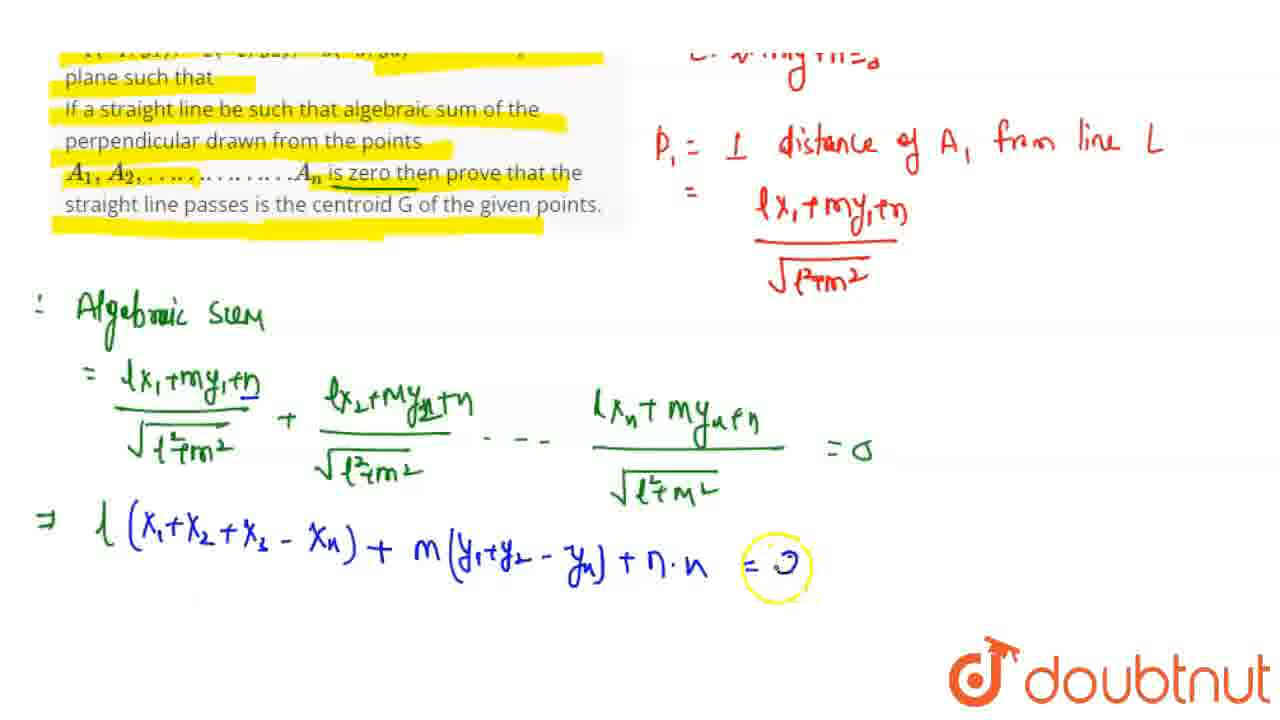 plane such that
If a straight line be such that algebraic sum of the
perpendicular drawn from the points
A₁, A₂, ……………. Aₙ is zero then prove that the
straight line passes is the centroid G of the given points.
P₁ = ⊥ distance of A₁ from line L
= (lx₁+my₁+n)/√(l²+m²)
∴ Algebraic sum
= (lx₁+my₁+n)/√(l²+m²) + (lx₂+my₂+n)/√(l²+m²) ---- (lxₙ+myₙ+n)/√(l²+m²) = 0
⇒ l(x₁+x₂+x₃ – xₙ) + m(y₁+y₂ – yₙ) + n·n = 0
doubtnut